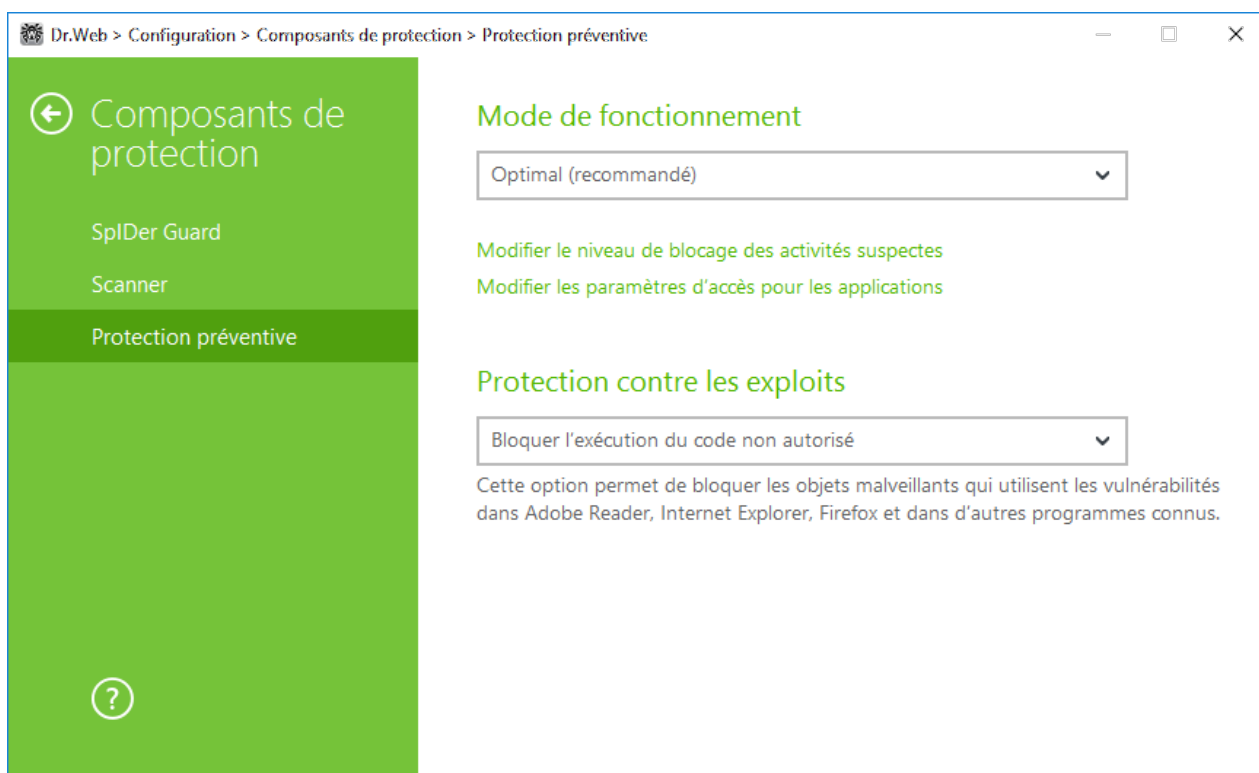 Dr.Web > Configuration > Composants de protection > Protection préventive
Composants de
protection
SpIDer Guard
Scanner
Protection préventive
?
Mode de fonctionnement
Optimal (recommandé)
Modifier le niveau de blocage des activités suspectes
Modifier les paramètres d'accès pour les applications
Protection contre les exploits
Bloquer l'exécution du code non autorisé
Cette option permet de bloquer les objets malveillants qui utilisent les vulnérabilités
dans Adobe Reader, Internet Explorer, Firefox et dans d'autres programmes connus.